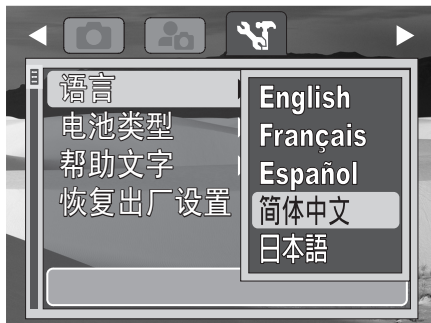 语言
电池类型
帮助文字
恢复出厂设置
English
Français
Español
简体中文
日本語